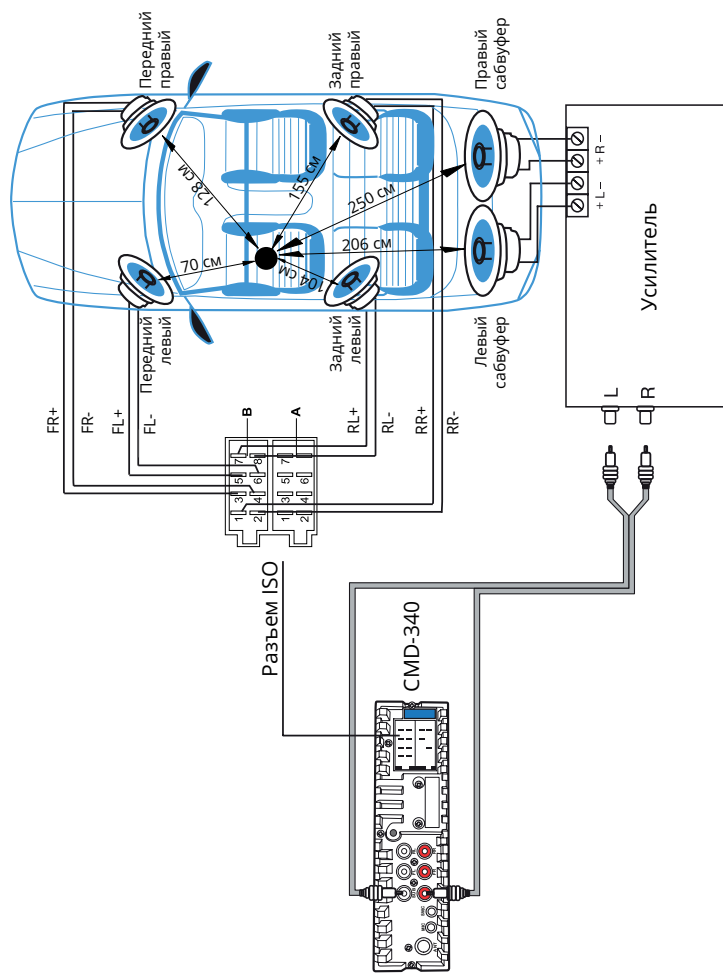 Передний
правый
Задний
правый
Правый
сабвуфер
128 см
155 см
250 см
206 см
70 см
104 см
Передний
левый
Задний
левый
Левый
сабвуфер
+ L – + R –
Усилитель
L
R
FR+
FR-
FL+
FL-
B
A
RL+
RL-
RR+
RR-
1 3 5 7
2 4 6 8
1 3 5 7
2 4 6
Разъем ISO
CMD-340